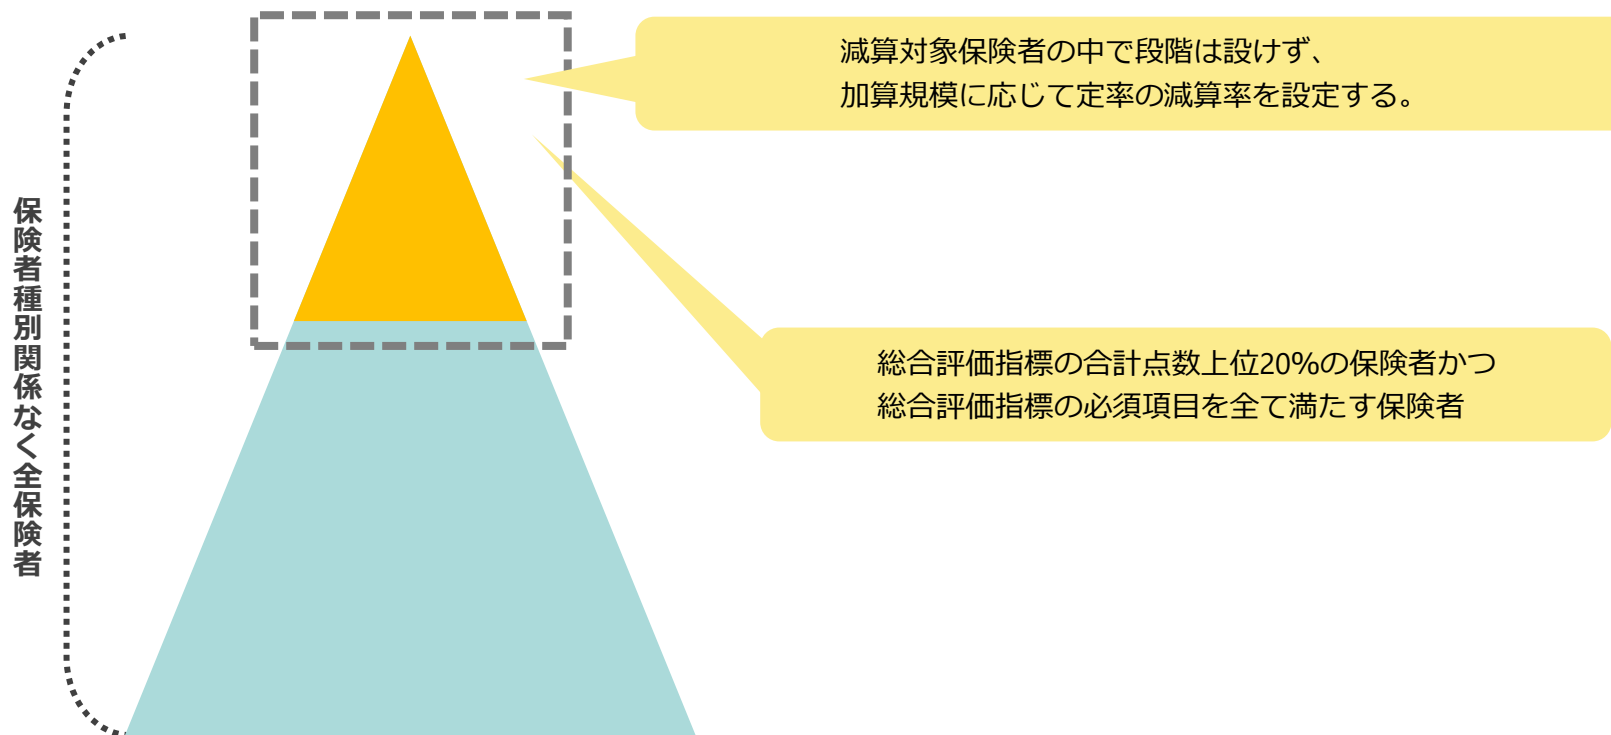 保険者種別関係なく全保険者
減算対象保険者の中で段階は設けず、
加算規模に応じて定率の減算率を設定する。
総合評価指標の合計点数上位20%の保険者かつ
総合評価指標の必須項目を全て満たす保険者